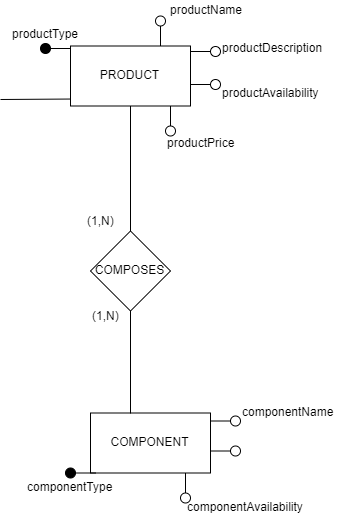 productName
productType
productDescription
PRODUCT
productAvailability
productPrice
(1,N)
COMPOSES
(1,N)
componentName
COMPONENT
componentType
componentAvailability